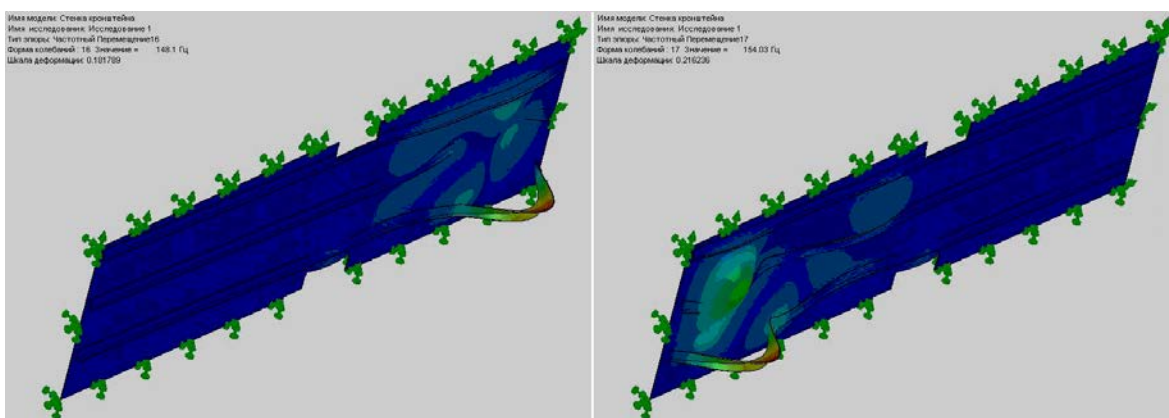 Имя модели: Стенка кронштейна
Имя исследования: Исследование 1
Тип эпюры: Частотный Перемещение16
Форма колебаний : 16 Значение = 148.1 Гц
Шкала деформации: 0.181789
Имя модели: Стенка кронштейна
Имя исследования: Исследование 1
Тип эпюры: Частотный Перемещение17
Форма колебаний : 17 Значение = 154.03 Гц
Шкала деформации: 0.216236